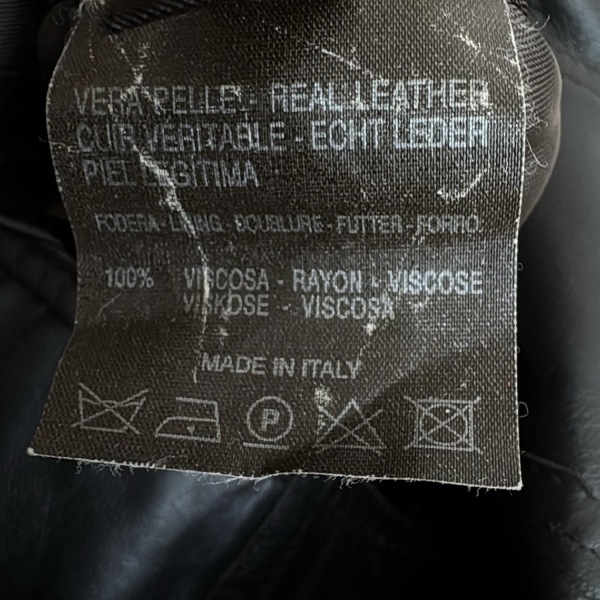 VERA PELLE - REAL LEATHER
CUIR VERITABLE - ECHT LEDER
PIEL LEGITIMA
FODERA - LINING - DOUBLURE - FUTTER - FORRO
100% VISCOSA - RAYON - VISCOSE
VISKOSE - VISCOSA
MADE IN ITALY
P